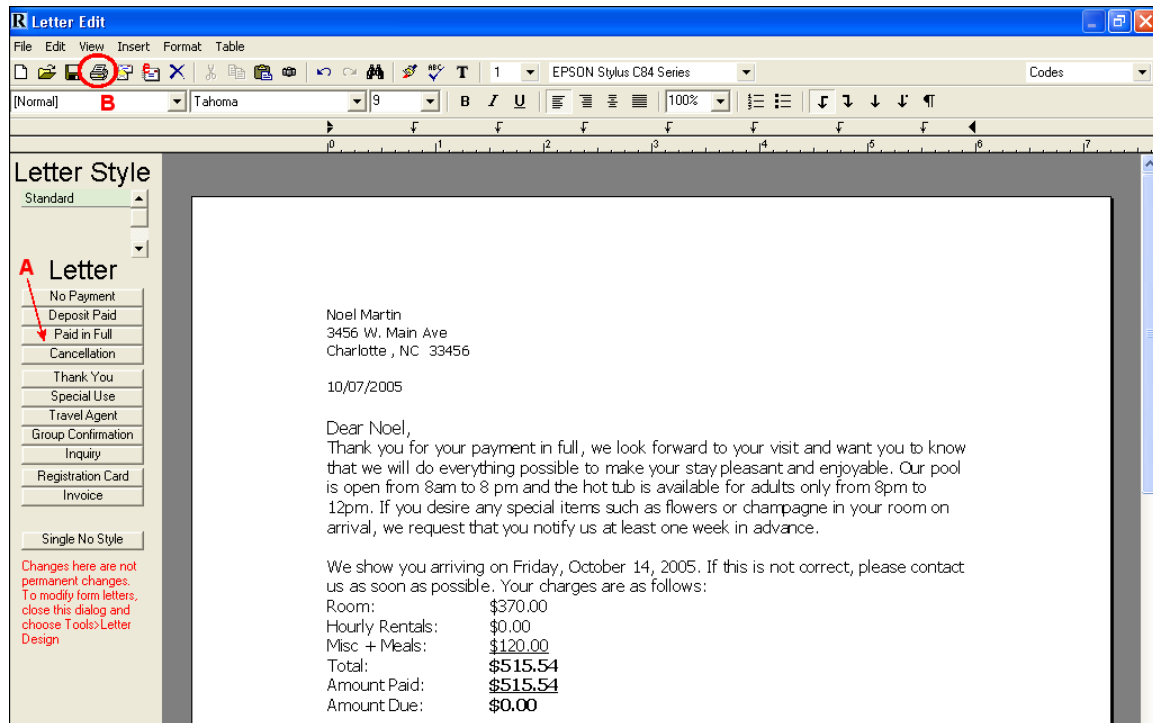 R Letter Edit
File Edit View Insert Format Table
ABC T 1 EPSON Stylus C84 Series Codes
[Normal] B Tahoma 9 B I U 100% ¶
0 1 2 3 4 5 6 7
Letter Style
Standard
A Letter
No Payment
Deposit Paid
Paid in Full
Cancellation
Thank You
Special Use
Travel Agent
Group Confirmation
Inquiry
Registration Card
Invoice
Single No Style
Changes here are not
permanent changes.
To modify form letters,
close this dialog and
choose Tools>Letter
Design
Noel Martin
3456 W. Main Ave
Charlotte , NC 33456
10/07/2005
Dear Noel,
Thank you for your payment in full, we look forward to your visit and want you to know
that we will do everything possible to make your stay pleasant and enjoyable. Our pool
is open from 8am to 8 pm and the hot tub is available for adults only from 8pm to
12pm. If you desire any special items such as flowers or champagne in your room on
arrival, we request that you notify us at least one week in advance.
We show you arriving on Friday, October 14, 2005. If this is not correct, please contact
us as soon as possible. Your charges are as follows:
Room: $370.00
Hourly Rentals: $0.00
Misc + Meals: $120.00
Total: $515.54
Amount Paid: $515.54
Amount Due: $0.00